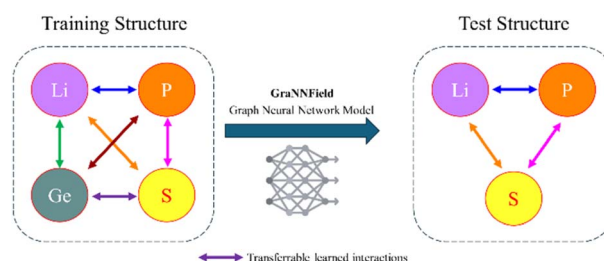 Training Structure
Test Structure
Li
P
Ge
S
GraNNField
Graph Neural Network Model
Li
P
S
Transferrable learned interactions